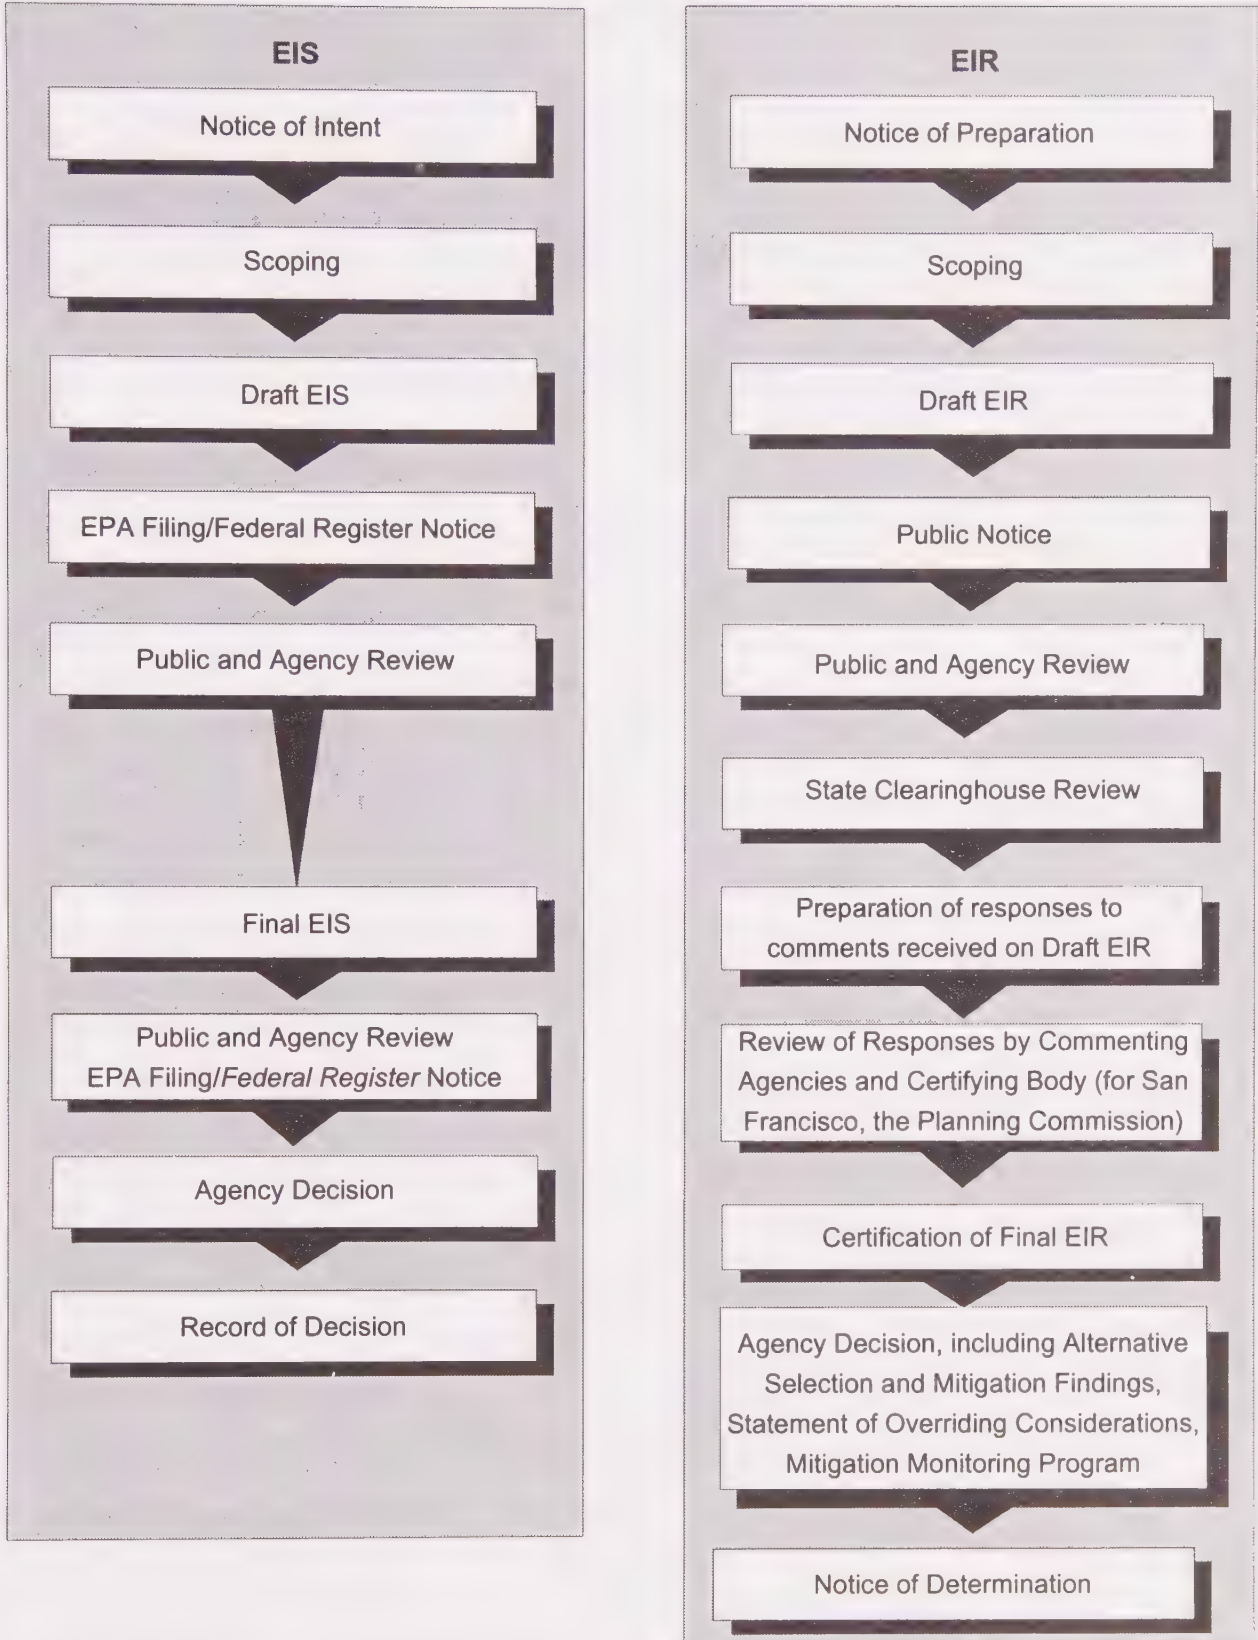 EIS
Notice of Intent
Scoping
Draft EIS
EPA Filing/Federal Register Notice
Public and Agency Review
Final EIS
Public and Agency Review
EPA Filing/Federal Register Notice
Agency Decision
Record of Decision
EIR
Notice of Preparation
Scoping
Draft EIR
Public Notice
Public and Agency Review
State Clearinghouse Review
Preparation of responses to
comments received on Draft EIR
Review of Responses by Commenting
Agencies and Certifying Body (for San
Francisco, the Planning Commission)
Certification of Final EIR
Agency Decision, including Alternative
Selection and Mitigation Findings,
Statement of Overriding Considerations,
Mitigation Monitoring Program
Notice of Determination